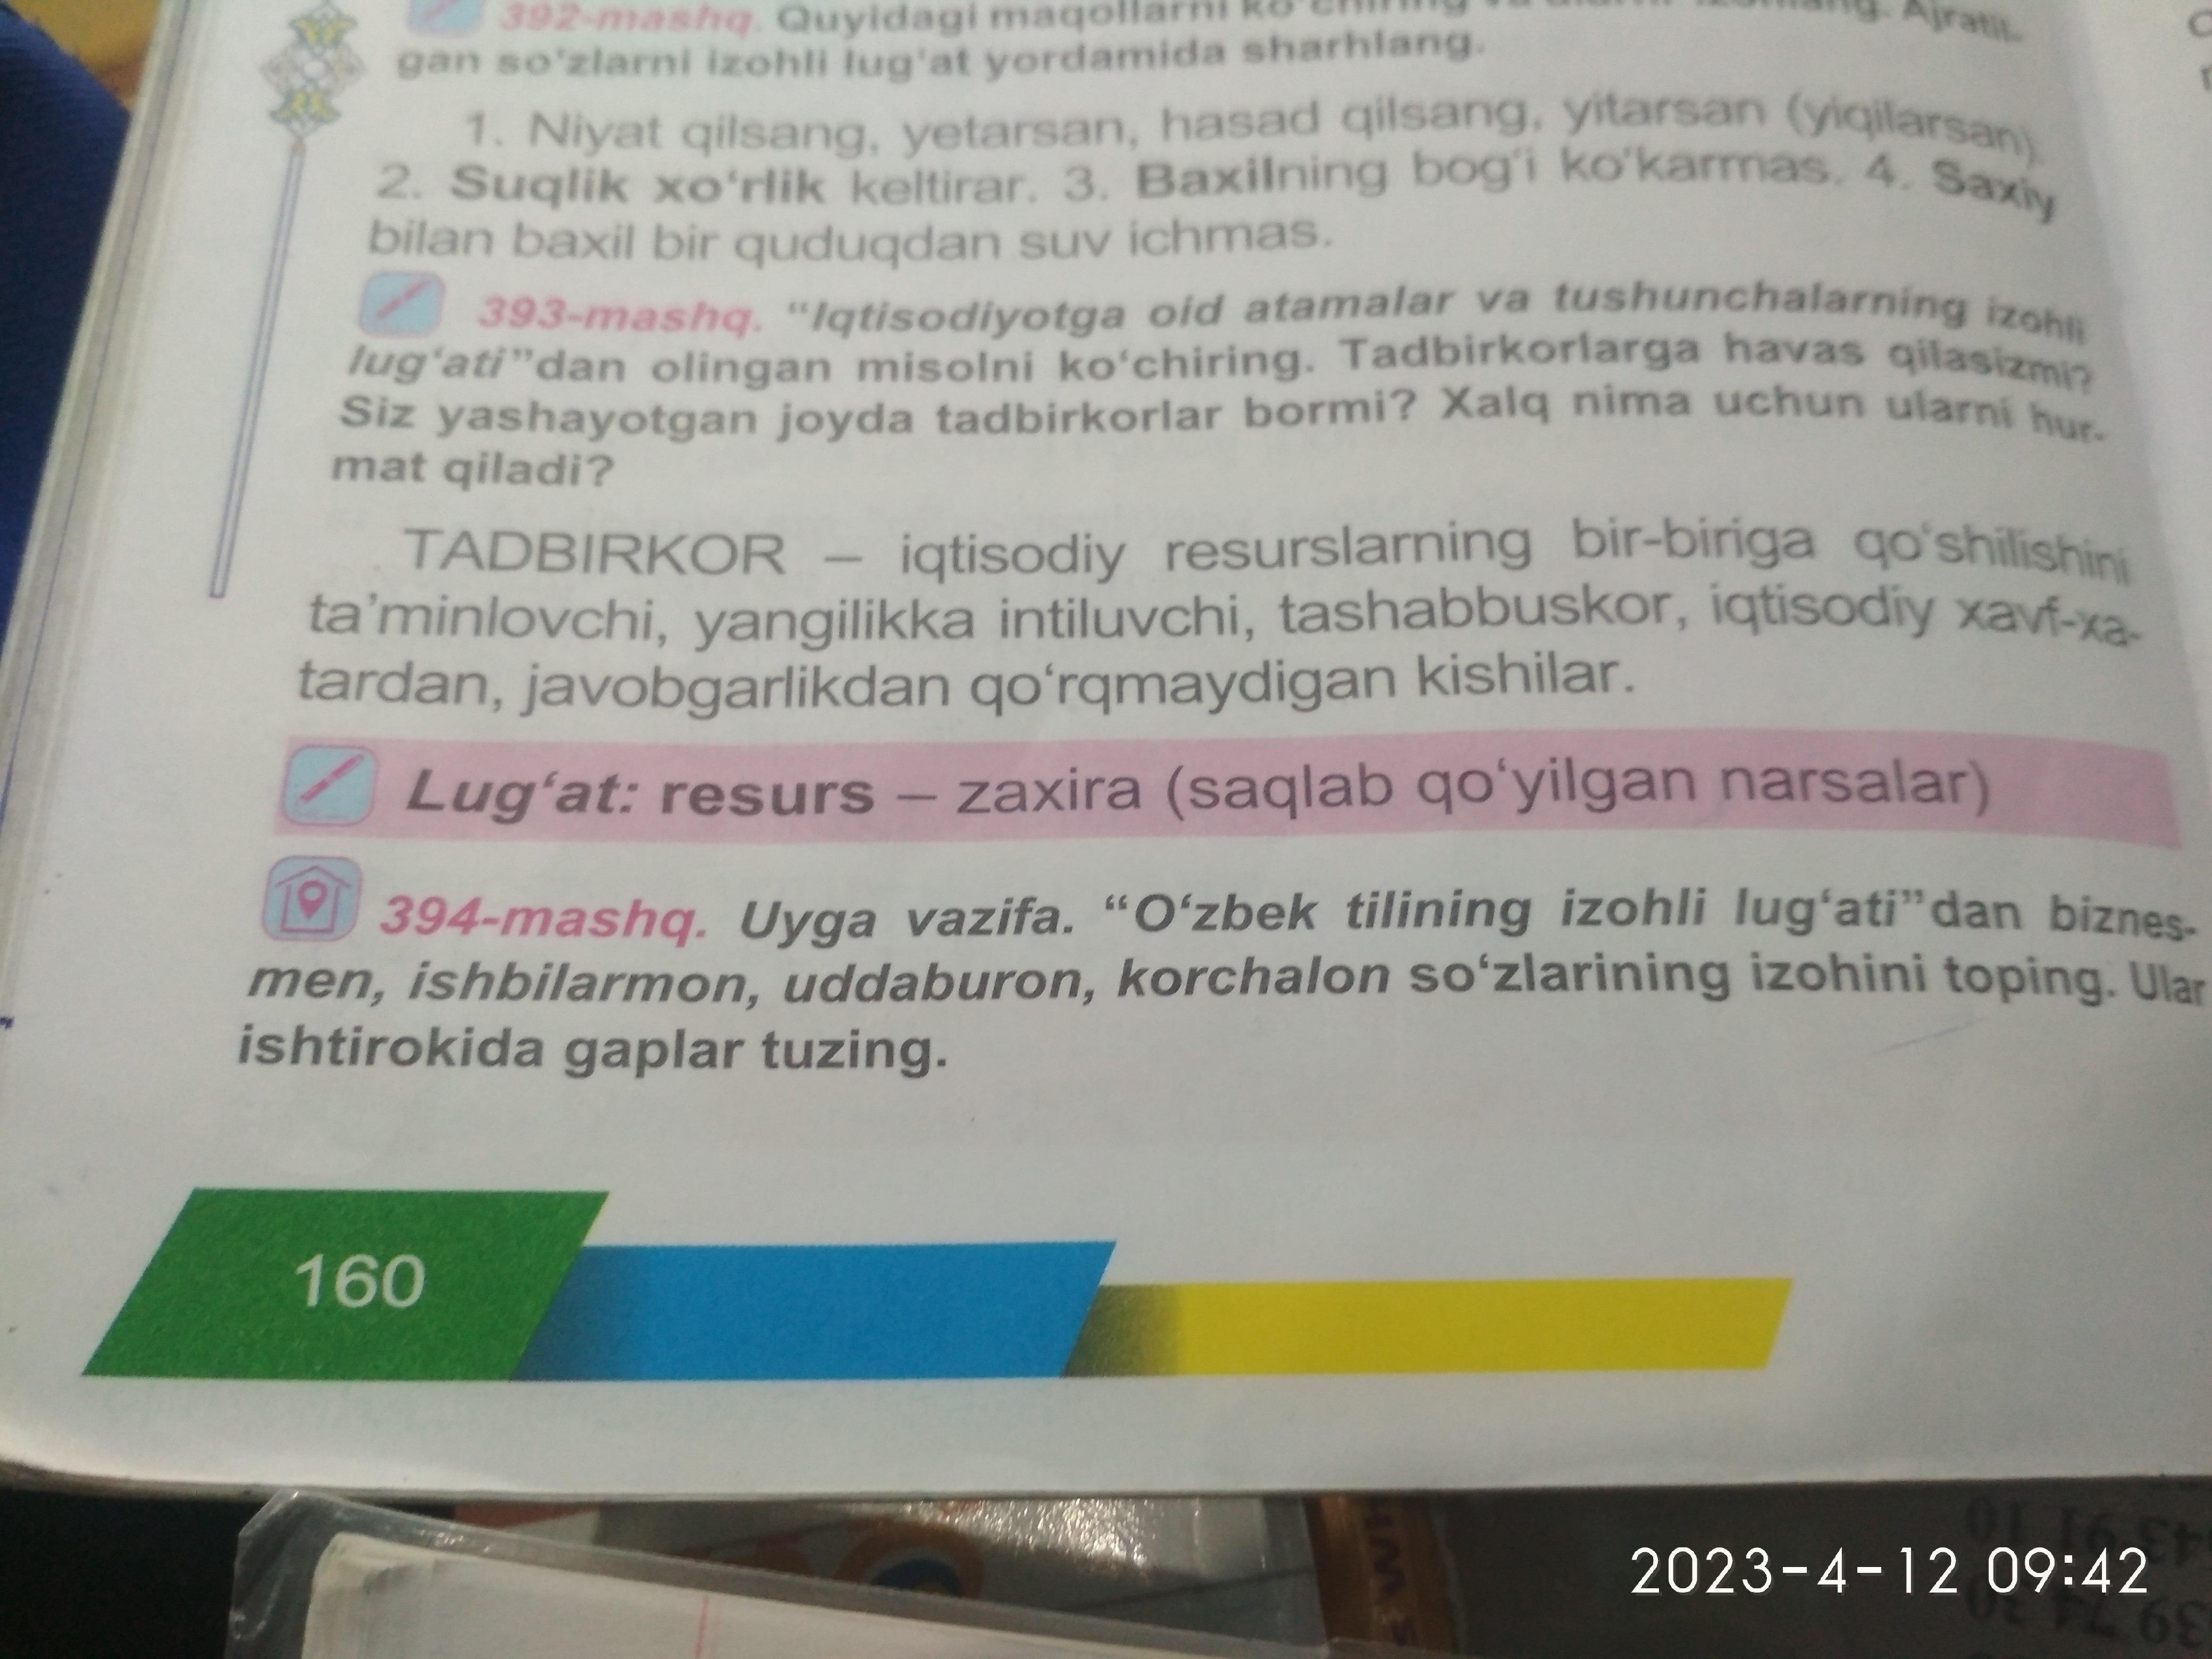 392-mashq. Quyidagi maqollarni ko‘chiring va ularni izohlang. Ajratil-
gan so‘zlarni izohli lug‘at yordamida sharhlang.
1. Niyat qilsang, yetarsan, hasad qilsang, yitarsan (yiqilarsan).
2. Suqlik xo‘rlik keltirar. 3. Baxilning bog‘i ko‘karmas. 4. Saxiy
bilan baxil bir quduqdan suv ichmas.
393-mashq. “Iqtisodiyotga oid atamalar va tushunchalarning izohli
lug‘ati”dan olingan misolni ko‘chiring. Tadbirkorlarga havas qilasizmi?
Siz yashayotgan joyda tadbirkorlar bormi? Xalq nima uchun ularni hur-
mat qiladi?
TADBIRKOR – iqtisodiy resurslarning bir-biriga qo‘shilishini
ta’minlovchi, yangilikka intiluvchi, tashabbuskor, iqtisodiy xavf-xa-
tardan, javobgarlikdan qo‘rqmaydigan kishilar.
Lug‘at: resurs – zaxira (saqlab qo‘yilgan narsalar)
394-mashq. Uyga vazifa. “O‘zbek tilining izohli lug‘ati”dan biznes-
men, ishbilarmon, uddaburon, korchalon so‘zlarining izohini toping. Ular
ishtirokida gaplar tuzing.
160
2023-4-12 09:42